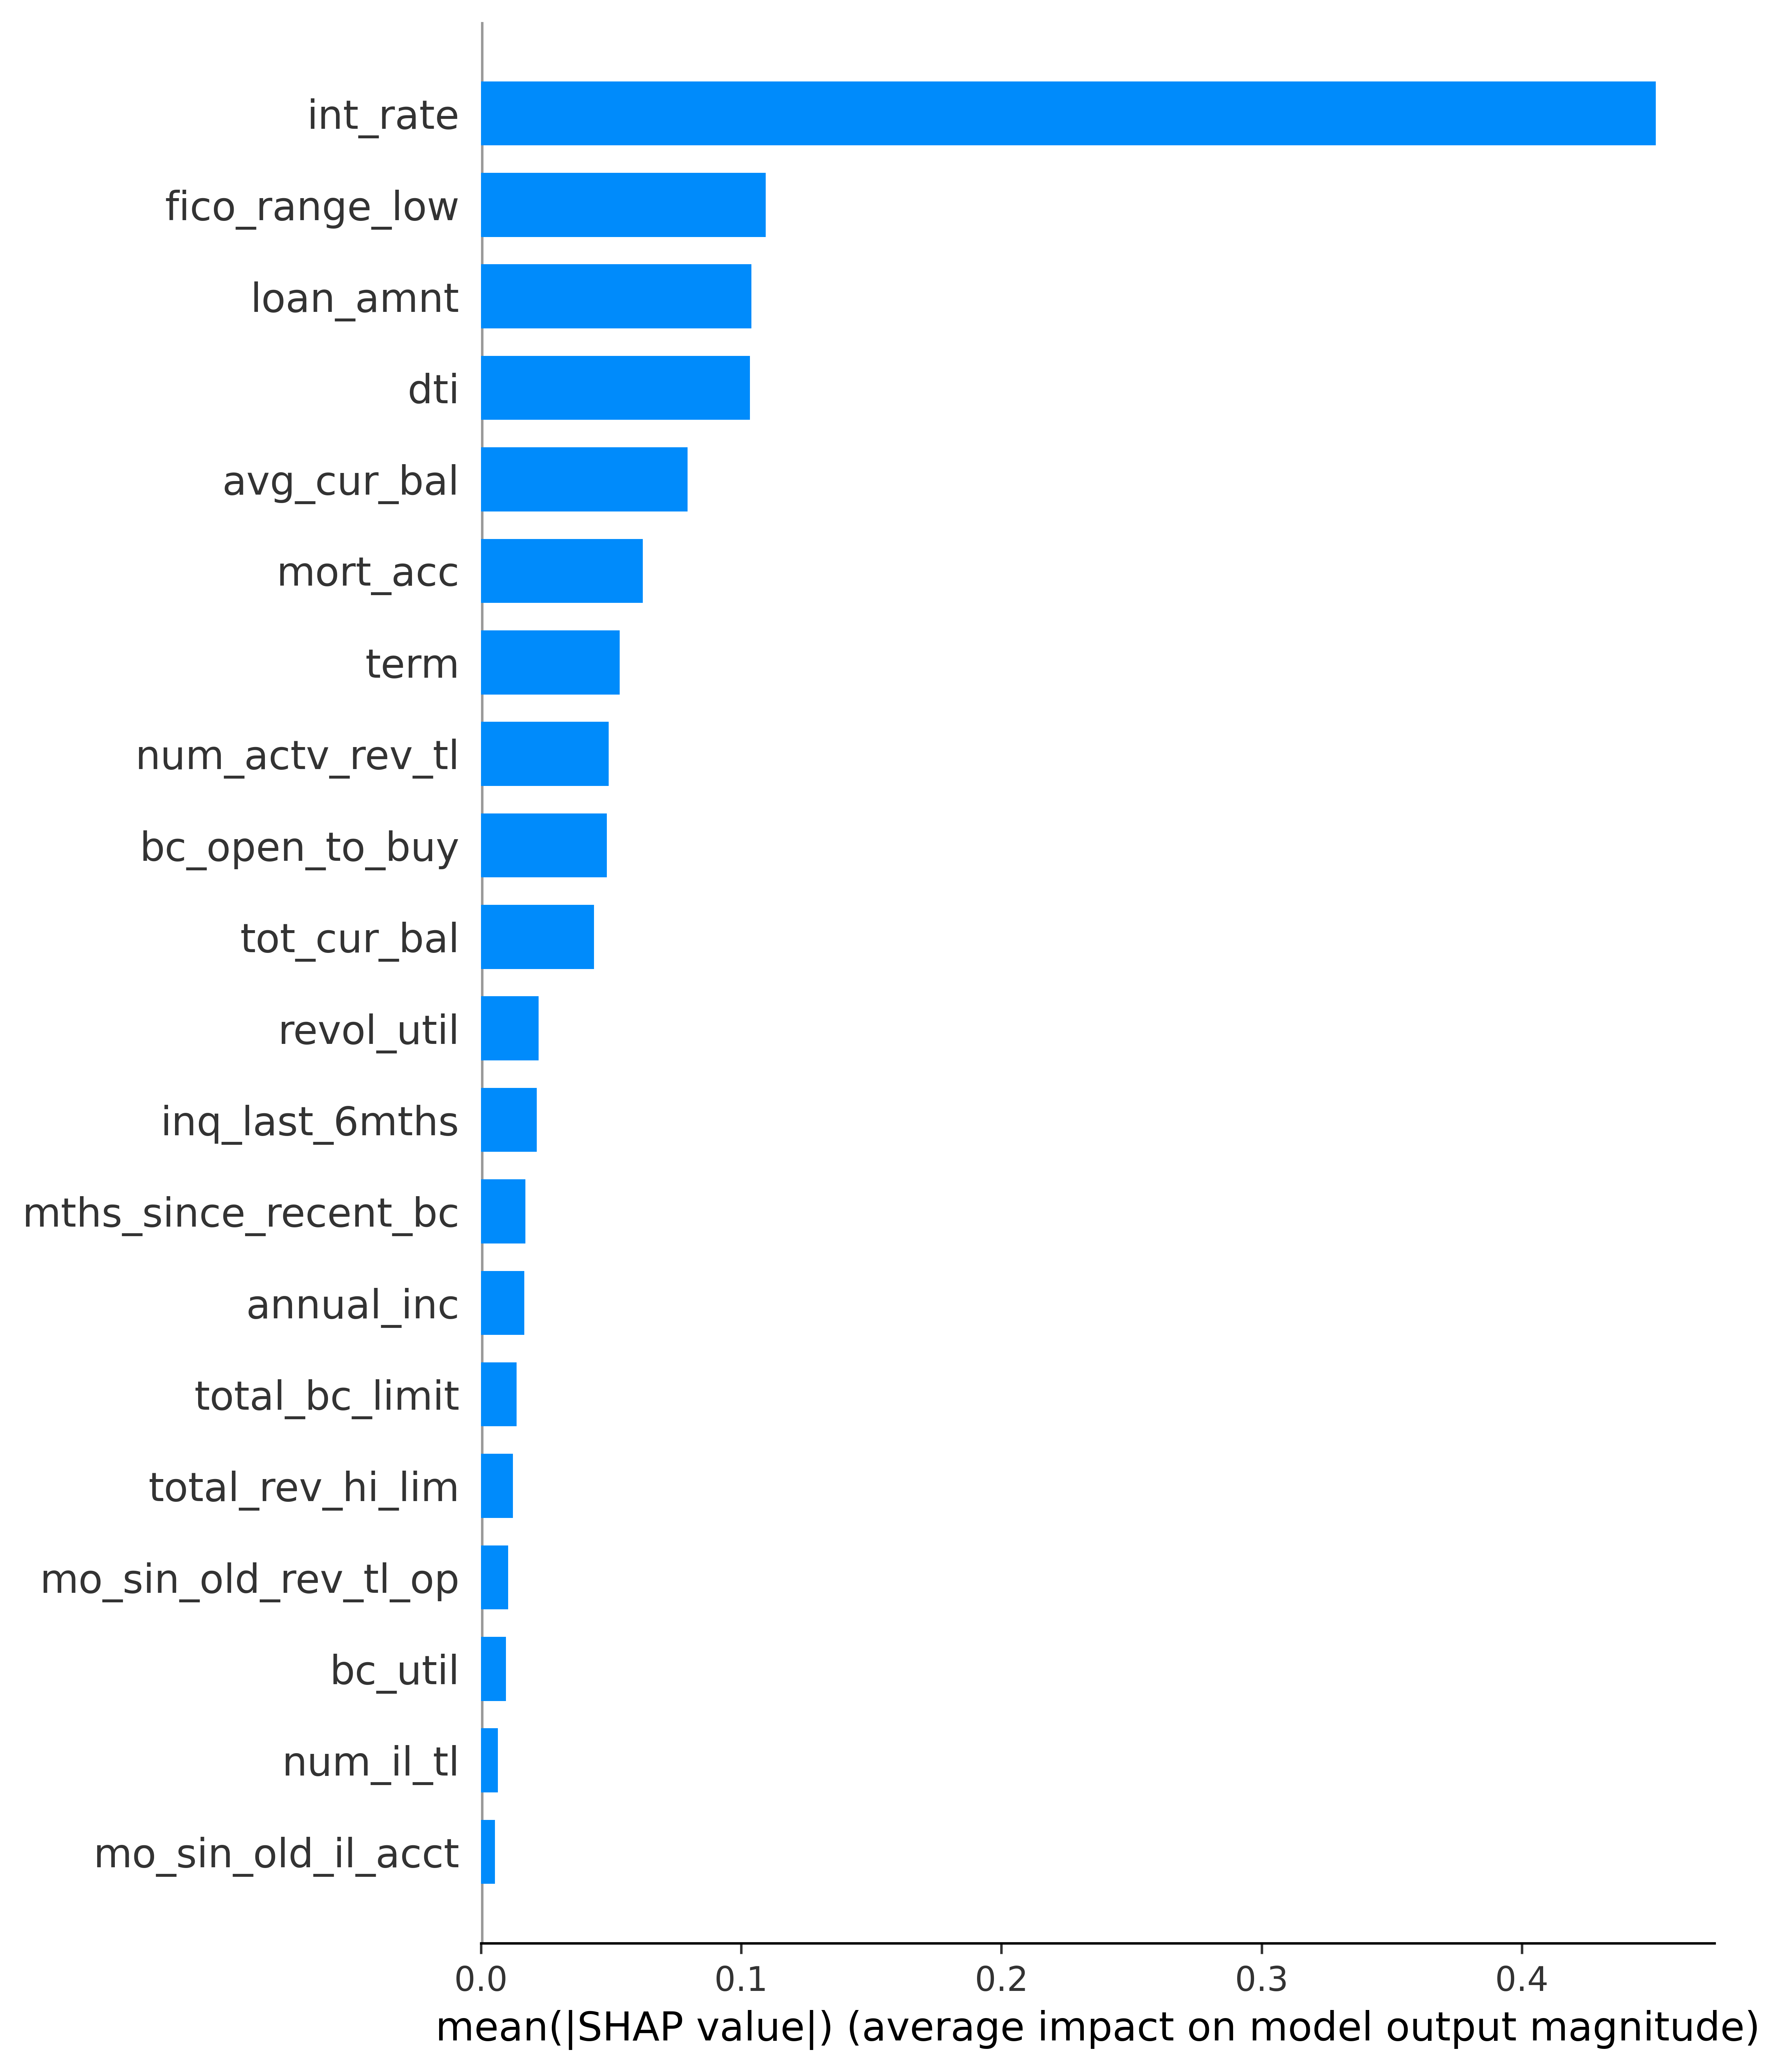 int_rate
fico_range_low
loan_amnt
dti
avg_cur_bal
mort_acc
term
num_actv_rev_tl
bc_open_to_buy
tot_cur_bal
revol_util
inq_last_6mths
mths_since_recent_bc
annual_inc
total_bc_limit
total_rev_hi_lim
mo_sin_old_rev_tl_op
bc_util
num_il_tl
mo_sin_old_il_acct
0.0 0.1 0.2 0.3 0.4
mean(|SHAP value|) (average impact on model output magnitude)